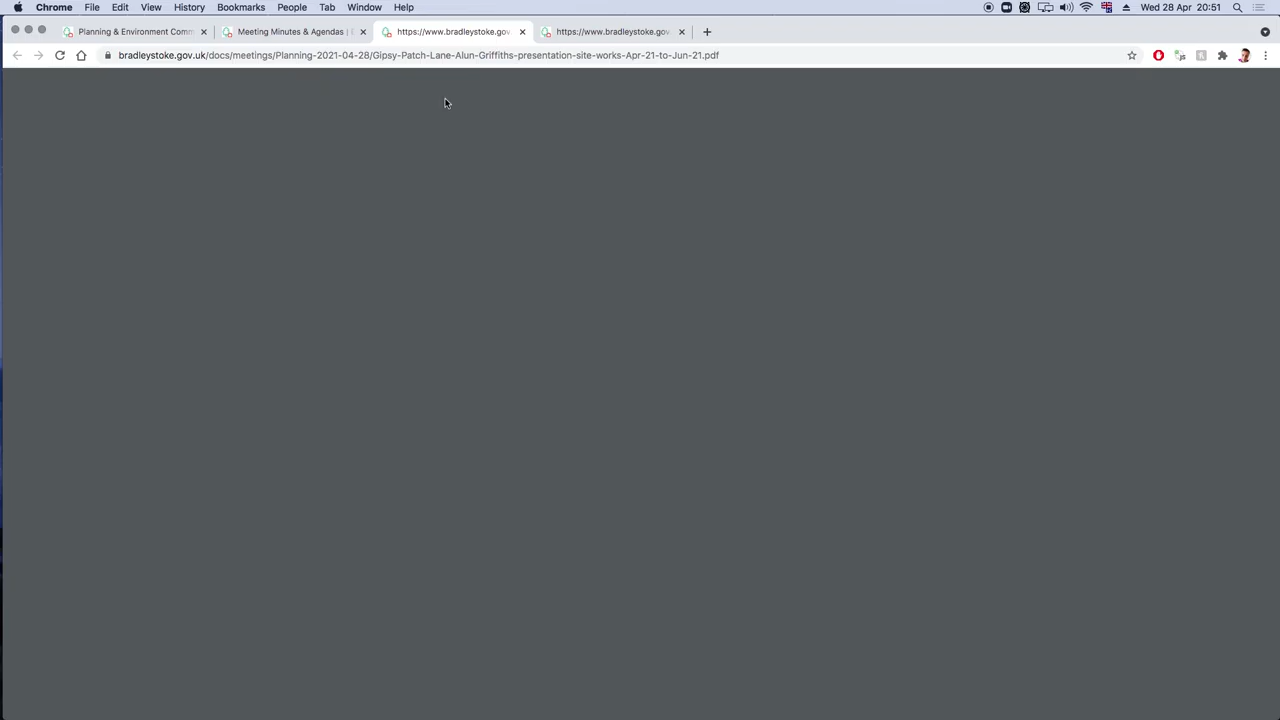 Chrome File Edit View History Bookmarks People Tab Window Help Wed 28 Apr 20:51
Planning & Environment Comm Meeting Minutes & Agendas | https://www.bradleystoke.gov https://www.bradleystoke.gov
bradleystoke.gov.uk/docs/meetings/Planning-2021-04-28/Gipsy-Patch-Lane-Alun-Griffiths-presentation-site-works-Apr-21-to-Jun-21.pdf